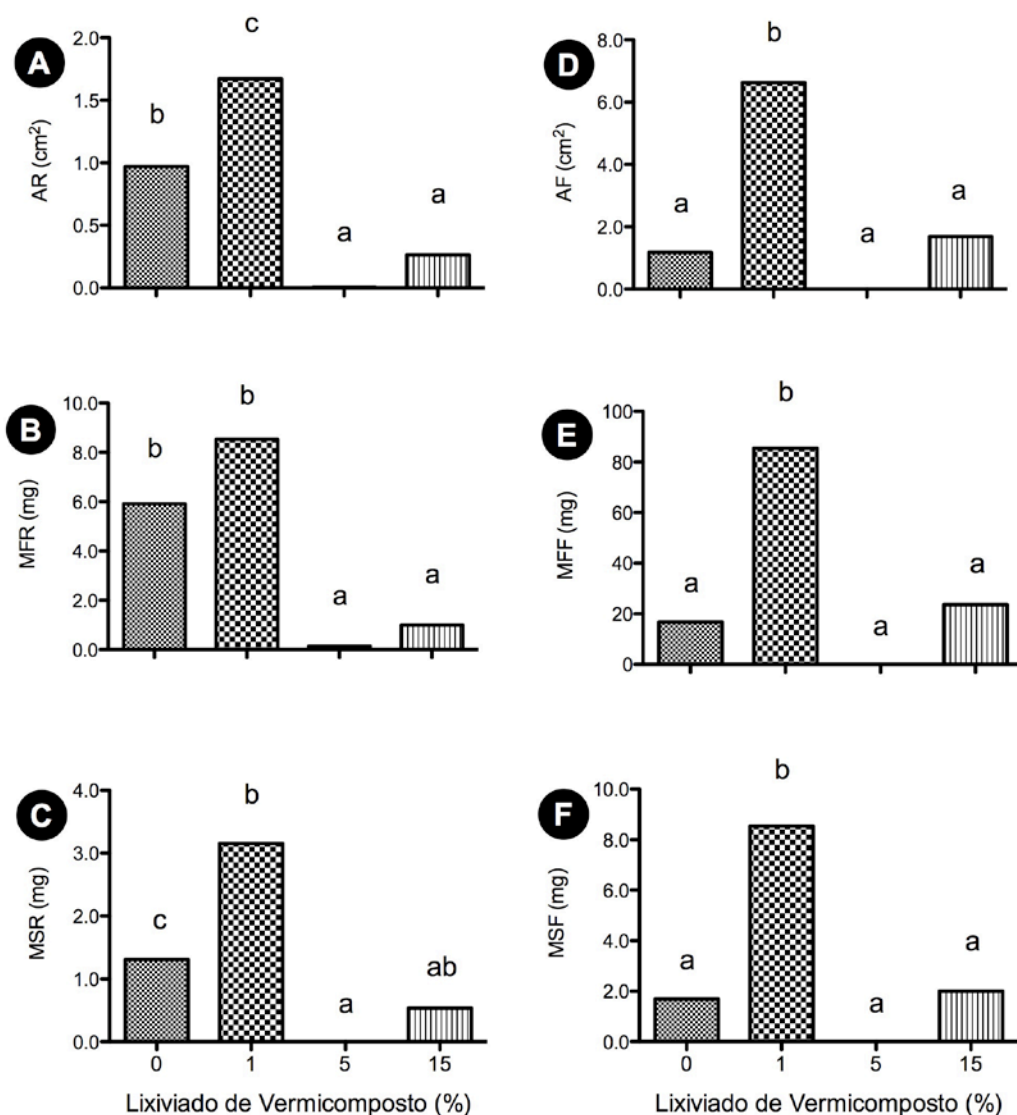 A
AR (cm²)
2.0
1.5
1.0
0.5
0.0
b
c
a
a
D
AF (cm²)
8.0
6.0
4.0
2.0
0.0
a
b
a
a
B
MFR (mg)
10.0
8.0
6.0
4.0
2.0
0.0
b
b
a
a
E
MFF (mg)
100
80
60
40
20
0
a
b
a
a
C
MSR (mg)
4.0
3.0
2.0
1.0
0.0
c
b
a
ab
0 1 5 15
Lixiviado de Vermicomposto (%)
F
MSF (mg)
10.0
8.0
6.0
4.0
2.0
0.0
a
b
a
a
0 1 5 15
Lixiviado de Vermicomposto (%)